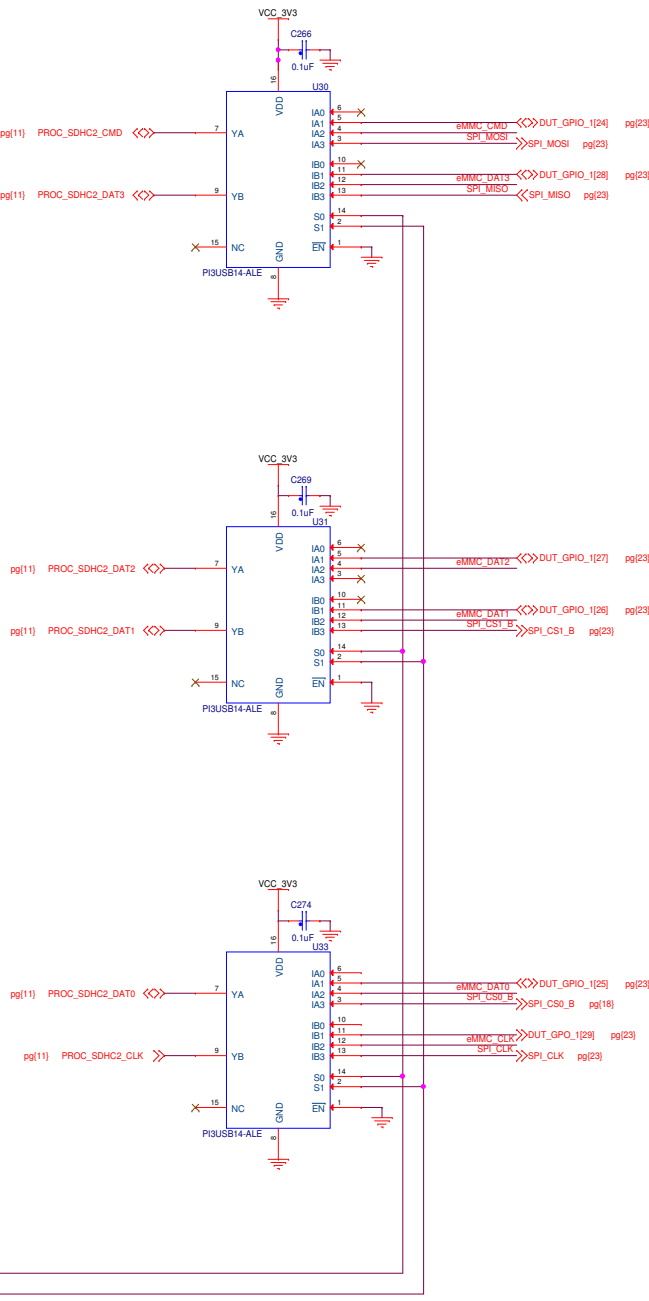 VCC_3V3
C266
0.1uF
U30
16
VDD
IA0 6
IA1 5 DUT_GPIO_1[24] pg{23}
pg{11} PROC_SDHC2_CMD 7 YA IA2 4 eMMC_CMD
IA3 3 SPI_MOSI SPI_MOSI pg{23}
IB0 10
IB1 11 DUT_GPIO_1[28] pg{23}
IB2 12 eMMC_DAT3
pg{11} PROC_SDHC2_DAT3 9 YB IB3 13 SPI_MISO SPI_MISO pg{23}
S0 14
S1 2
15 NC EN 1
GND
8
PI3USB14-ALE
VCC_3V3
C269
0.1uF
U31
16
VDD
IA0 6
IA1 5 DUT_GPIO_1[27] pg{23}
pg{11} PROC_SDHC2_DAT2 7 YA IA2 4 eMMC_DAT2
IA3 3
IB0 10
IB1 11 DUT_GPIO_1[26] pg{23}
IB2 12 eMMC_DAT1
pg{11} PROC_SDHC2_DAT1 9 YB IB3 13 SPI_CS1_B SPI_CS1_B pg{23}
S0 14
S1 2
15 NC EN 1
GND
8
PI3USB14-ALE
VCC_3V3
C274
0.1uF
U33
16
VDD
IA0 6
IA1 5 DUT_GPIO_1[25] pg{23}
pg{11} PROC_SDHC2_DAT0 7 YA IA2 4 eMMC_DAT0
IA3 3 SPI_CS0_B SPI_CS0_B pg{18}
IB0 10
IB1 11 DUT_GPO_1[29] pg{23}
IB2 12 eMMC_CLK
pg{11} PROC_SDHC2_CLK 9 YB IB3 13 SPI_CLK SPI_CLK pg{23}
S0 14
S1 2
15 NC EN 1
GND
8
PI3USB14-ALE